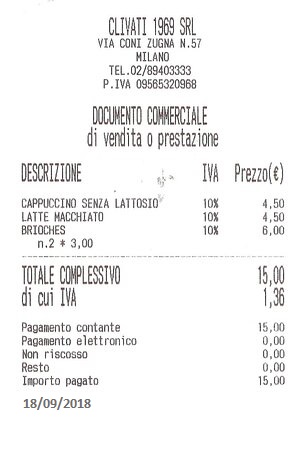 CLIVATI 1969 SRL
VIA CONI ZUGNA N.57
MILANO
TEL.02/89403333
P.IVA 09565320968
DOCUMENTO COMMERCIALE
di vendita o prestazione
DESCRIZIONE IVA Prezzo(€)
CAPPUCCINO SENZA LATTOSIO 10% 4,50
LATTE MACCHIATO 10% 4,50
BRIOCHES 10% 6,00
n.2 * 3,00
TOTALE COMPLESSIVO 15,00
di cui IVA 1,36
Pagamento contante 15,00
Pagamento elettronico 0,00
Non riscosso 0,00
Resto 0,00
Importo pagato 15,00
18/09/2018